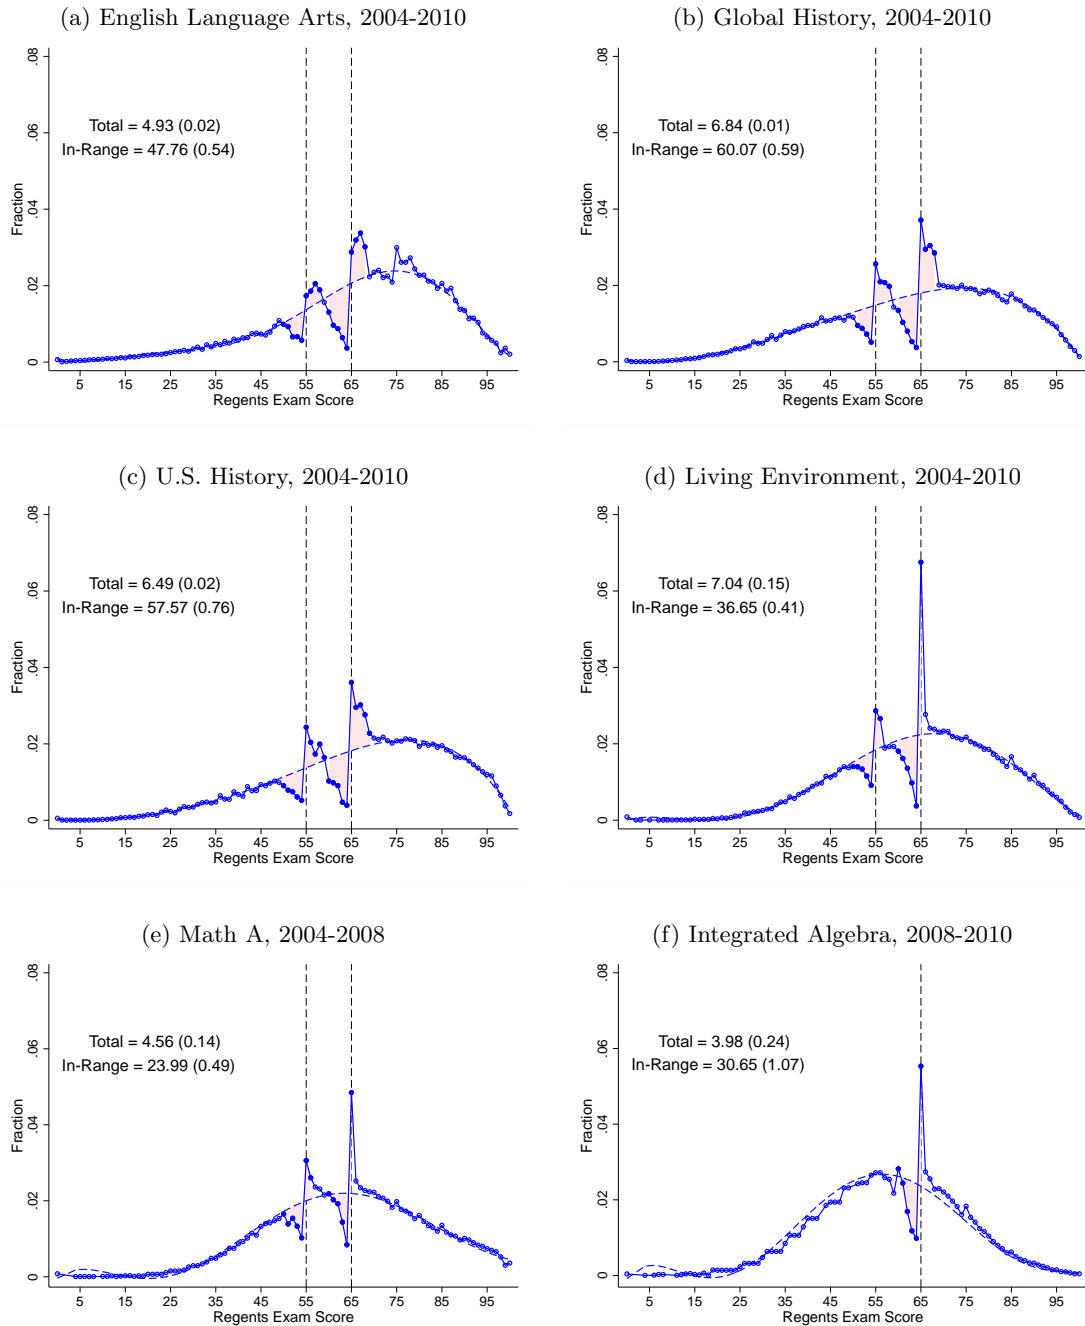 (a) English Language Arts, 2004-2010
.08
.06
.04
.02
0
Fraction
Total = 4.93 (0.02)
In-Range = 47.76 (0.54)
5 15 25 35 45 55 65 75 85 95
Regents Exam Score
(b) Global History, 2004-2010
.08
.06
.04
.02
0
Fraction
Total = 6.84 (0.01)
In-Range = 60.07 (0.59)
5 15 25 35 45 55 65 75 85 95
Regents Exam Score
(c) U.S. History, 2004-2010
.08
.06
.04
.02
0
Fraction
Total = 6.49 (0.02)
In-Range = 57.57 (0.76)
5 15 25 35 45 55 65 75 85 95
Regents Exam Score
(d) Living Environment, 2004-2010
.08
.06
.04
.02
0
Fraction
Total = 7.04 (0.15)
In-Range = 36.65 (0.41)
5 15 25 35 45 55 65 75 85 95
Regents Exam Score
(e) Math A, 2004-2008
.08
.06
.04
.02
0
Fraction
Total = 4.56 (0.14)
In-Range = 23.99 (0.49)
5 15 25 35 45 55 65 75 85 95
Regents Exam Score
(f) Integrated Algebra, 2008-2010
.08
.06
.04
.02
0
Fraction
Total = 3.98 (0.24)
In-Range = 30.65 (1.07)
5 15 25 35 45 55 65 75 85 95
Regents Exam Score